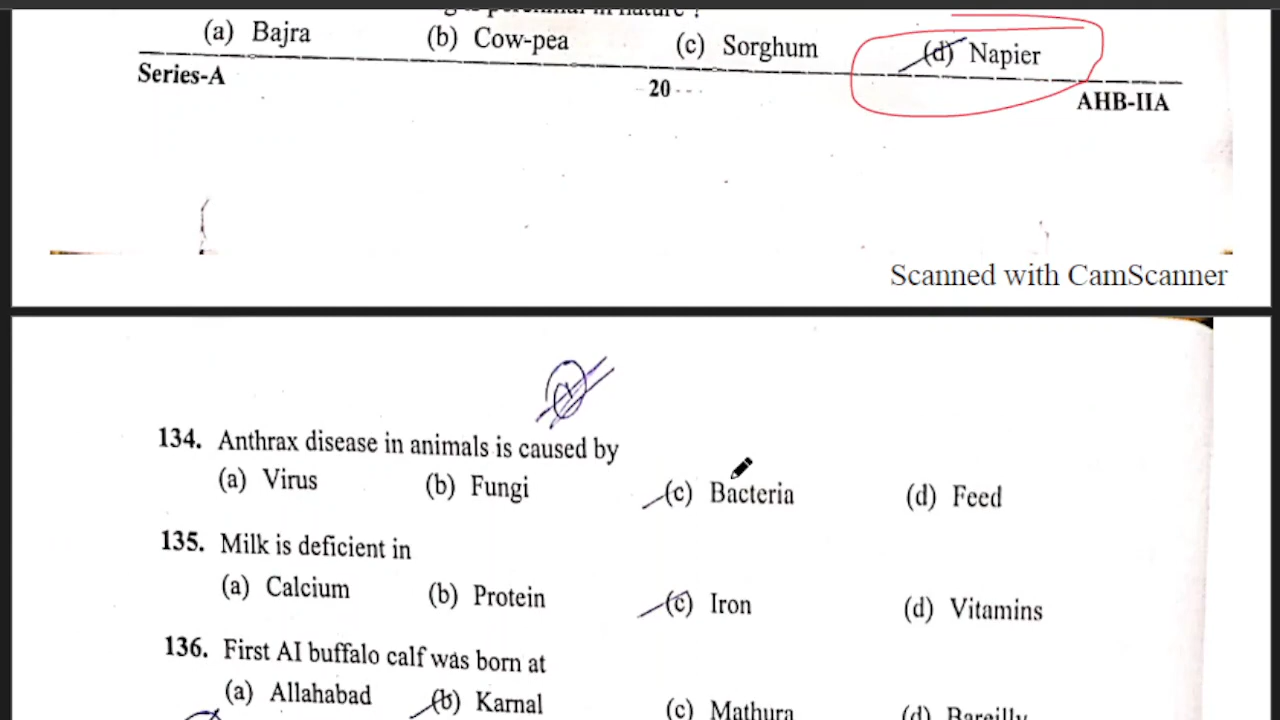 nature ?
(a) Bajra (b) Cow-pea (c) Sorghum (d) Napier
Series-A 20 AHB-IIA
Scanned with CamScanner
134. Anthrax disease in animals is caused by
(a) Virus (b) Fungi (c) Bacteria (d) Feed
135. Milk is deficient in
(a) Calcium (b) Protein (c) Iron (d) Vitamins
136. First AI buffalo calf was born at
(a) Allahabad (b) Karnal (c) Mathura (d) Bareilly